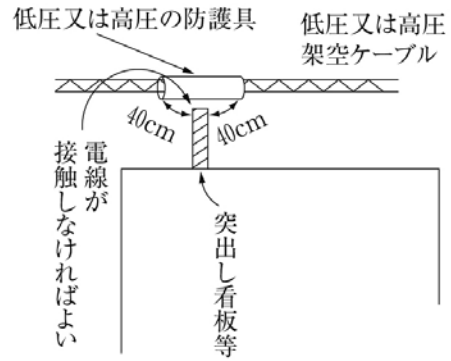 低圧又は高圧の防護具
低圧又は高圧
架空ケーブル
40cm
40cm
電線が
接触しなければよい
突出し看板等